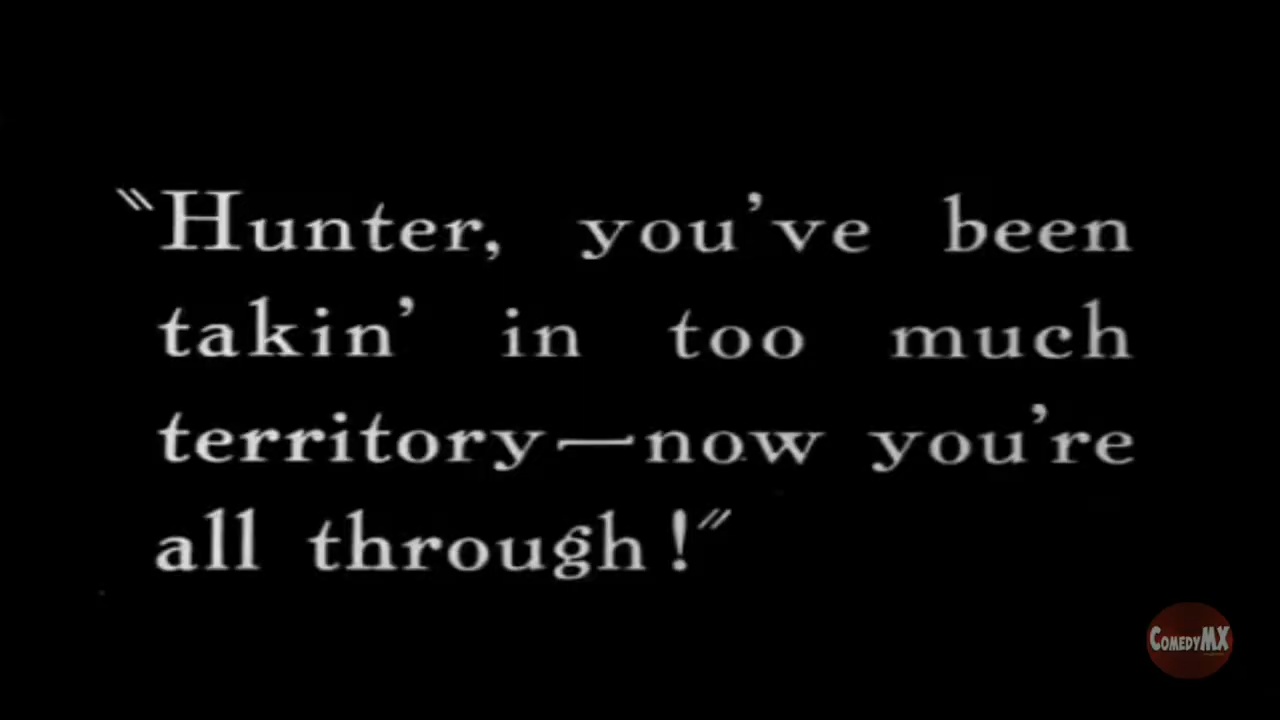 "Hunter, you've been
takin' in too much
territory—now you're
all through!"
COMEDYMX